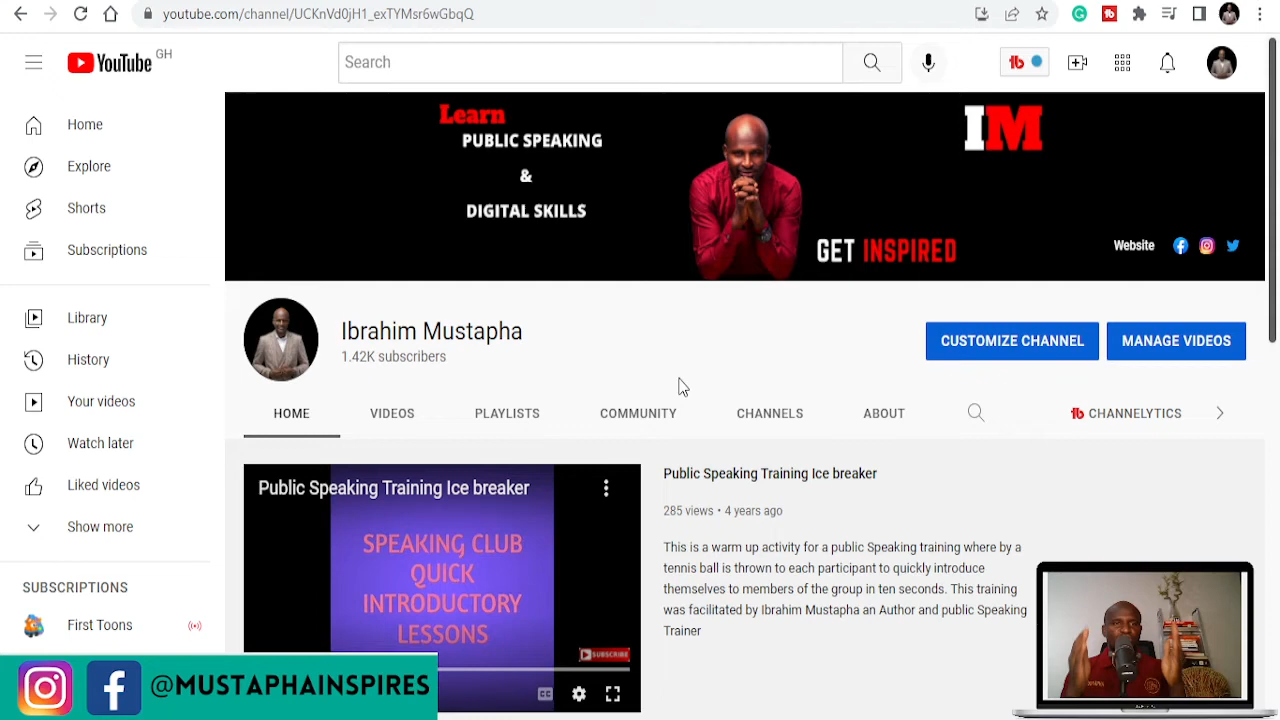 youtube.com/channel/UCKnVd0jH1_exTYMsr6wGbqQ
YouTube GH
Search
Home
Explore
Shorts
Subscriptions
Library
History
Your videos
Watch later
Liked videos
Show more
SUBSCRIPTIONS
First Toons
Learn
PUBLIC SPEAKING
&
DIGITAL SKILLS
IM
GET INSPIRED
Website
Ibrahim Mustapha
1.42K subscribers
CUSTOMIZE CHANNEL
MANAGE VIDEOS
HOME
VIDEOS
PLAYLISTS
COMMUNITY
CHANNELS
ABOUT
CHANNELYTICS
Public Speaking Training Ice breaker
SPEAKING CLUB
QUICK
INTRODUCTORY
LESSONS
SUBSCRIBE
Public Speaking Training Ice breaker
285 views • 4 years ago
This is a warm up activity for a public Speaking training where by a
tennis ball is thrown to each participant to quickly introduce
themselves to members of the group in ten seconds. This training
was facilitated by Ibrahim Mustapha an Author and public Speaking
Trainer
@MUSTAPHAINSPIRES